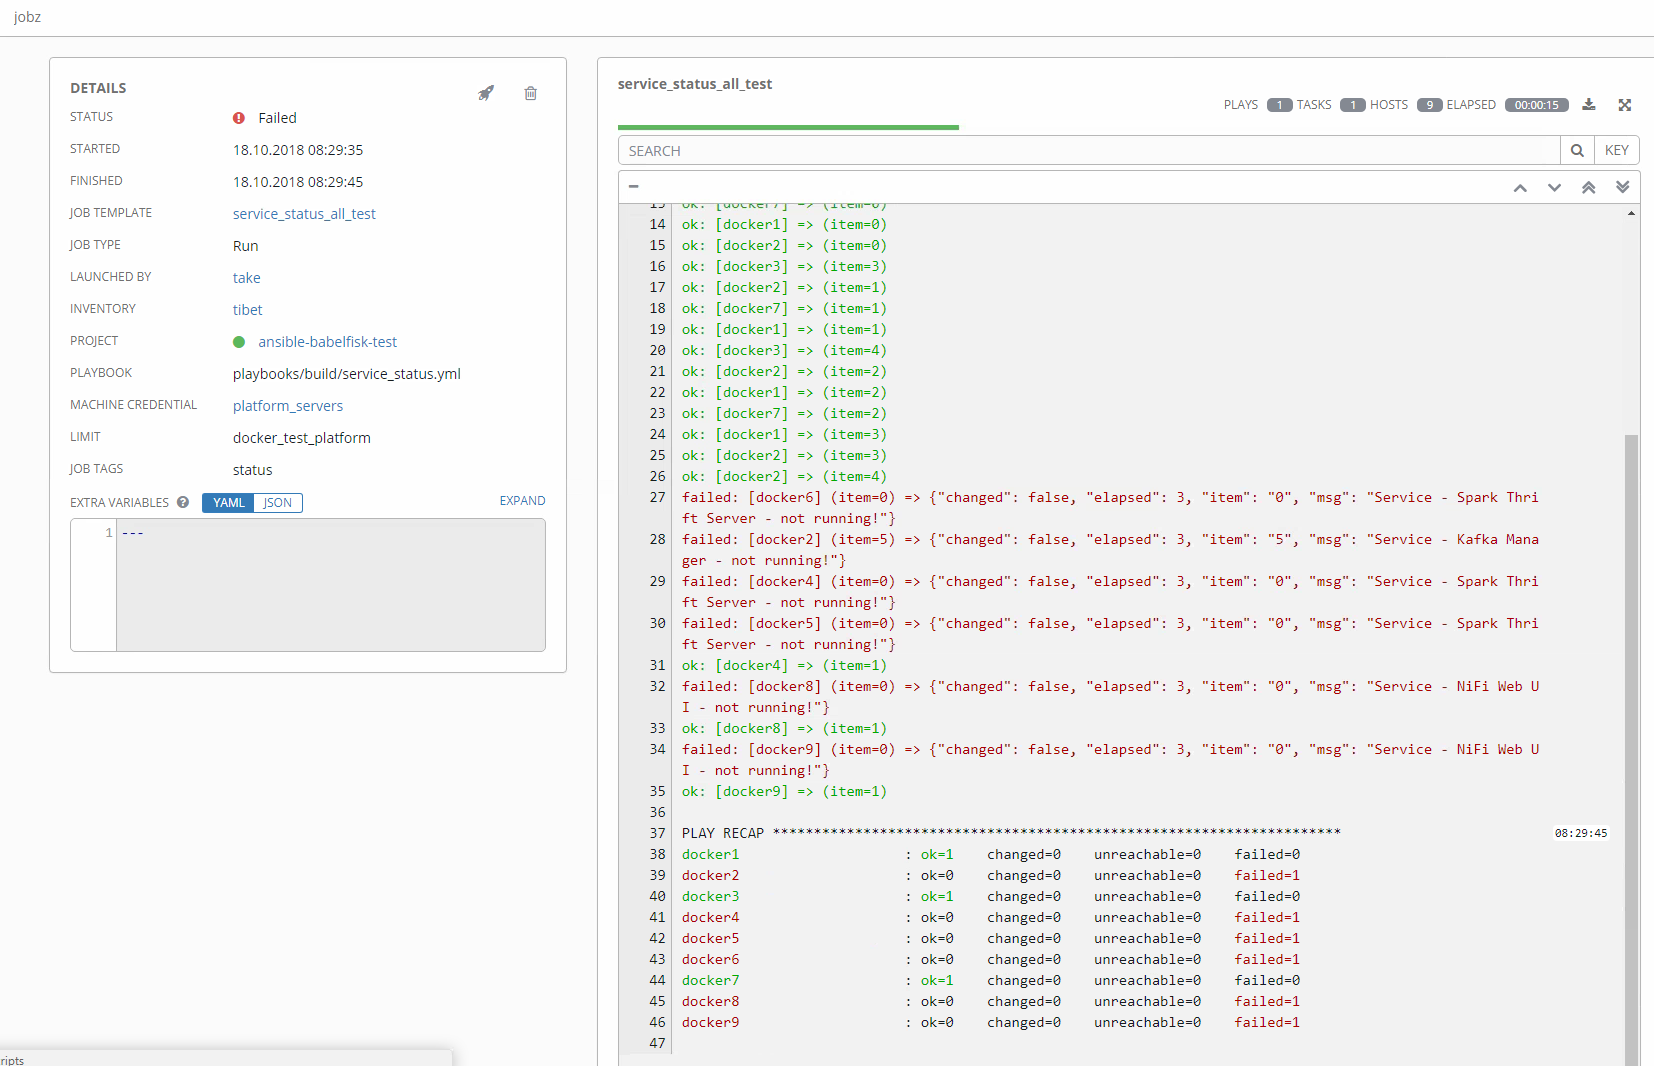 jobz
DETAILS
STATUS Failed
STARTED 18.10.2018 08:29:35
FINISHED 18.10.2018 08:29:45
JOB TEMPLATE service_status_all_test
JOB TYPE Run
LAUNCHED BY take
INVENTORY tibet
PROJECT ansible-babelfisk-test
PLAYBOOK playbooks/build/service_status.yml
MACHINE CREDENTIAL platform_servers
LIMIT docker_test_platform
JOB TAGS status
EXTRA VARIABLES ? YAML JSON EXPAND
1 ---
ripts
service_status_all_test
PLAYS 1 TASKS 1 HOSTS 9 ELAPSED 00:00:15
SEARCH KEY
13 ok: [docker7] => (item=0)
14 ok: [docker1] => (item=0)
15 ok: [docker2] => (item=0)
16 ok: [docker3] => (item=3)
17 ok: [docker2] => (item=1)
18 ok: [docker7] => (item=1)
19 ok: [docker1] => (item=1)
20 ok: [docker3] => (item=4)
21 ok: [docker2] => (item=2)
22 ok: [docker1] => (item=2)
23 ok: [docker7] => (item=2)
24 ok: [docker1] => (item=3)
25 ok: [docker2] => (item=3)
26 ok: [docker2] => (item=4)
27 failed: [docker6] (item=0) => {"changed": false, "elapsed": 3, "item": "0", "msg": "Service - Spark Thri
ft Server - not running!"}
28 failed: [docker2] (item=5) => {"changed": false, "elapsed": 3, "item": "5", "msg": "Service - Kafka Mana
ger - not running!"}
29 failed: [docker4] (item=0) => {"changed": false, "elapsed": 3, "item": "0", "msg": "Service - Spark Thri
ft Server - not running!"}
30 failed: [docker5] (item=0) => {"changed": false, "elapsed": 3, "item": "0", "msg": "Service - Spark Thri
ft Server - not running!"}
31 ok: [docker4] => (item=1)
32 failed: [docker8] (item=0) => {"changed": false, "elapsed": 3, "item": "0", "msg": "Service - NiFi Web U
I - not running!"}
33 ok: [docker8] => (item=1)
34 failed: [docker9] (item=0) => {"changed": false, "elapsed": 3, "item": "0", "msg": "Service - NiFi Web U
I - not running!"}
35 ok: [docker9] => (item=1)
36
37 PLAY RECAP ********************************************************************* 08:29:45
38 docker1 : ok=1 changed=0 unreachable=0 failed=0
39 docker2 : ok=0 changed=0 unreachable=0 failed=1
40 docker3 : ok=1 changed=0 unreachable=0 failed=0
41 docker4 : ok=0 changed=0 unreachable=0 failed=1
42 docker5 : ok=0 changed=0 unreachable=0 failed=1
43 docker6 : ok=0 changed=0 unreachable=0 failed=1
44 docker7 : ok=1 changed=0 unreachable=0 failed=0
45 docker8 : ok=0 changed=0 unreachable=0 failed=1
46 docker9 : ok=0 changed=0 unreachable=0 failed=1
47